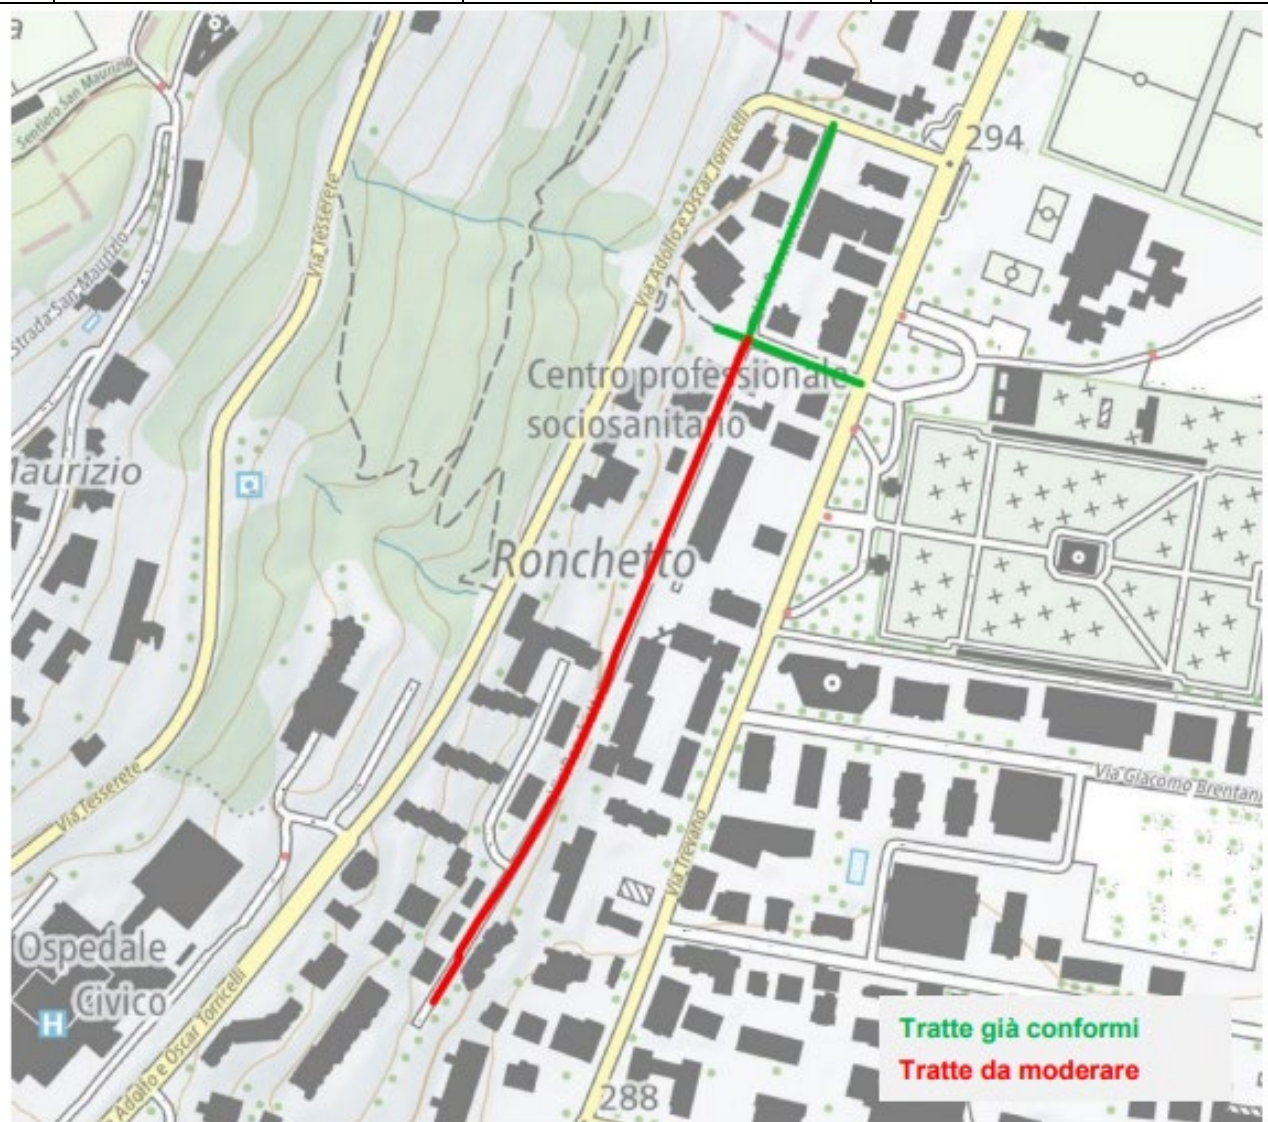 a
Sentiero San Maurizio
Via Tesserete
Via Adolfo e Oscar Torricelli
294
Strada San Maurizio
Centro professionale
sociosanitario
Maurizio
Ronchetto
Via Giacomo Brentani
Via Tesserete
Via Trevano
Ospedale
Civico
H
Adolfo e Oscar Torricelli
Tratte già conformi
Tratte da moderare
288